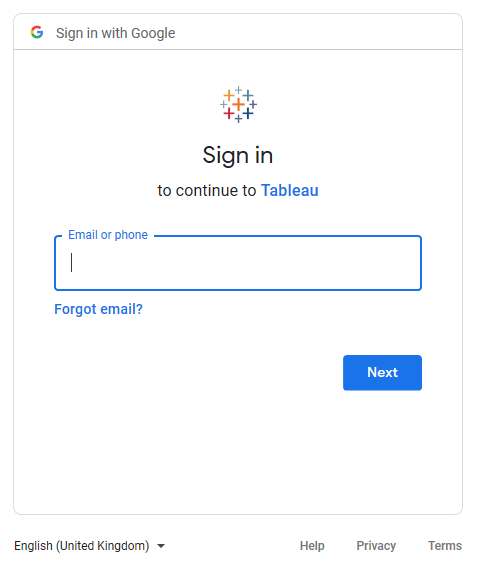 Sign in with Google
Sign in
to continue to Tableau
Email or phone
Forgot email?
Next
English (United Kingdom)
Help Privacy Terms